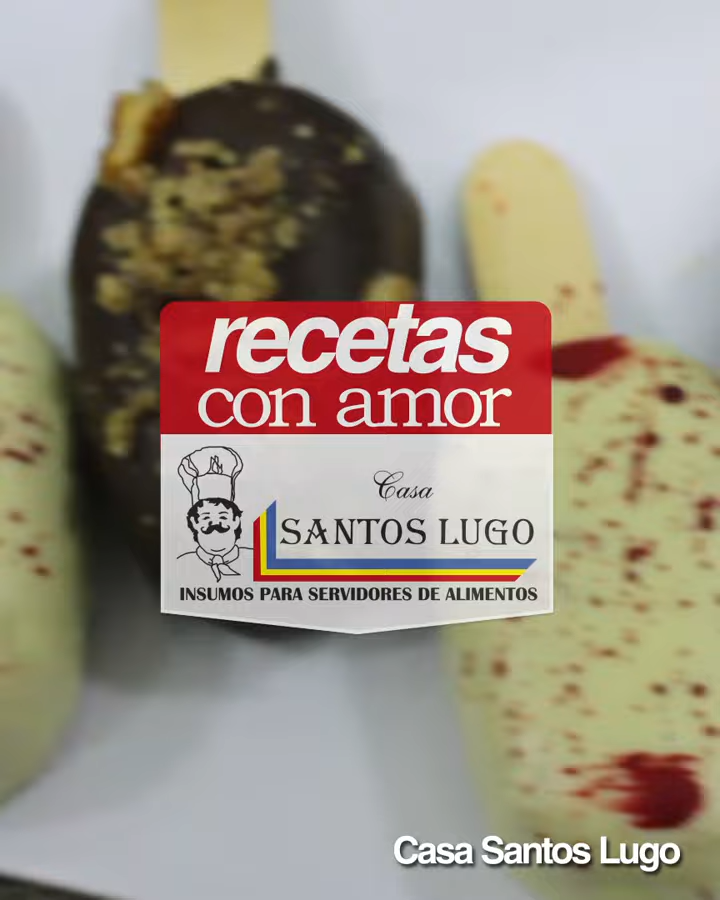 recetas
con amor
Casa
SANTOS LUGO
INSUMOS PARA SERVIDORES DE ALIMENTOS
Casa Santos Lugo